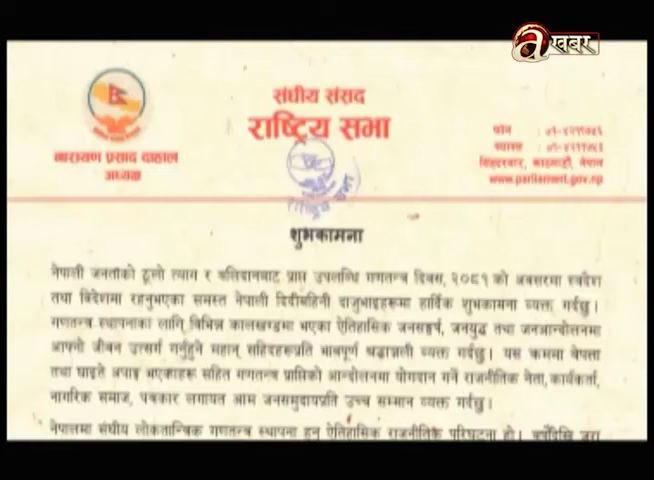 a खबर
संघीय संसद
राष्ट्रिय सभा
नारायण प्रसाद दाहाल
अध्यक्ष
फोन
सिंहदरबार, काठमाडौं, नेपाल
www.parliament.gov.np
राष्ट्रिय सभा
शुभकामना
नेपाली जनताको ठूलो त्याग र बलिदानबाट प्राप्त उपलब्धि गणतन्त्र दिवस, २०८१ को अवसरमा स्वदेश
तथा विदेशमा रहनुभएका समस्त नेपाली दिदीबहिनी दाजुभाइहरूमा हार्दिक शुभकामना व्यक्त गर्दछु।
गणतन्त्र स्थापनाका लागि विभिन्न कालखण्डमा भएका ऐतिहासिक जनसङ्घर्ष, जनयुद्ध तथा जनआन्दोलनमा
आफ्नो जीवन उत्सर्ग गर्नुहुने महान् सहिदहरूप्रति भावपूर्ण श्रद्धाञ्जली व्यक्त गर्दछु। यस क्रममा बेपत्ता
तथा घाइते अपाङ्ग भएकाहरू सहित गणतन्त्र प्राप्तिको आन्दोलनमा योगदान गर्ने राजनीतिक नेता, कार्यकर्ता,
नागरिक समाज, पत्रकार लगायत आम जनसमुदायप्रति उच्च सम्मान व्यक्त गर्दछु।
नेपालमा संघीय लोकतान्त्रिक गणतन्त्र स्थापना हुनु ऐतिहासिक राजनीतिक परिघटना हो। वर्षौंदेखि